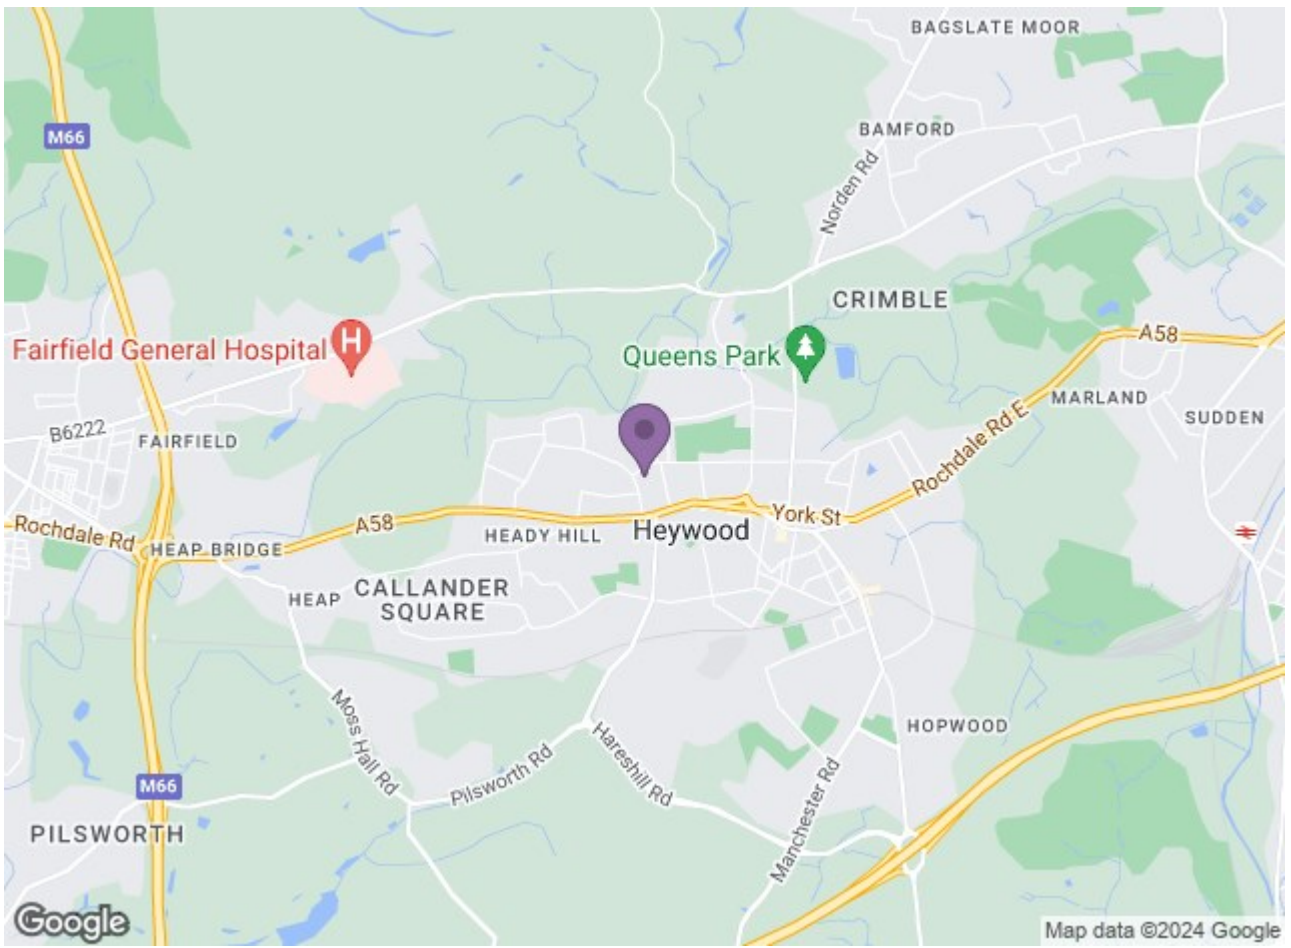 BAGSLATE MOOR
M66
BAMFORD
Norden Rd
CRIMBLE
A58
Fairfield General Hospital
H
Queens Park
MARLAND
SUDDEN
B6222
FAIRFIELD
Rochdale Rd E
A58
York St
Rochdale Rd
HEADY HILL
Heywood
HEAP BRIDGE
HEAP
CALLANDER
SQUARE
Moss Hall Rd
HOPWOOD
Hareshill Rd
Pilsworth Rd
M66
Manchester Rd
PILSWORTH
Google
Map data ©2024 Google